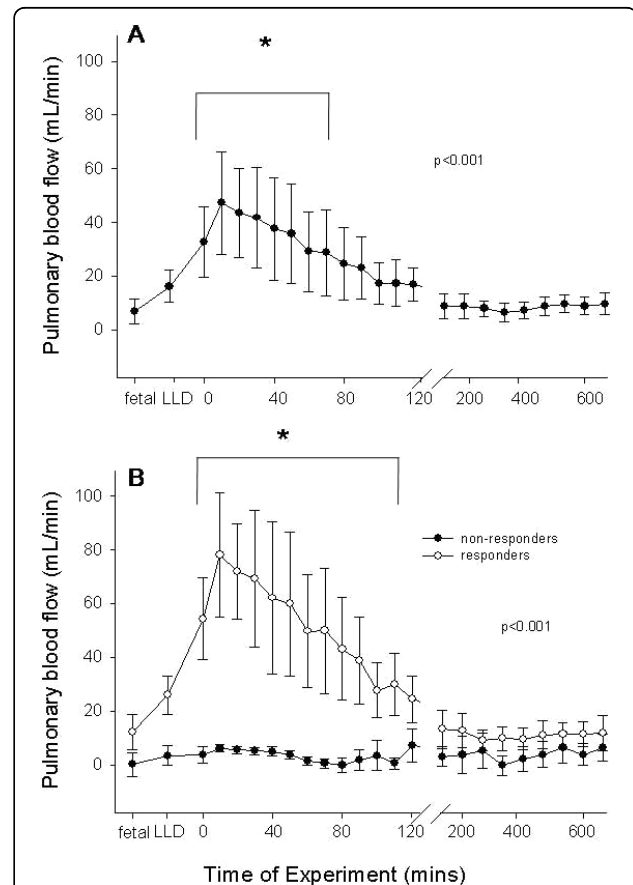 A
*
100
80
60
40
20
0
p<0.001
Pulmonary blood flow (mL/min)
fetal LLD 0 40 80 120 200 400 600
B
*
100
80
60
40
20
0
non-responders
responders
p<0.001
Pulmonary blood flow (mL/min)
fetal LLD 0 40 80 120 200 400 600
Time of Experiment (mins)